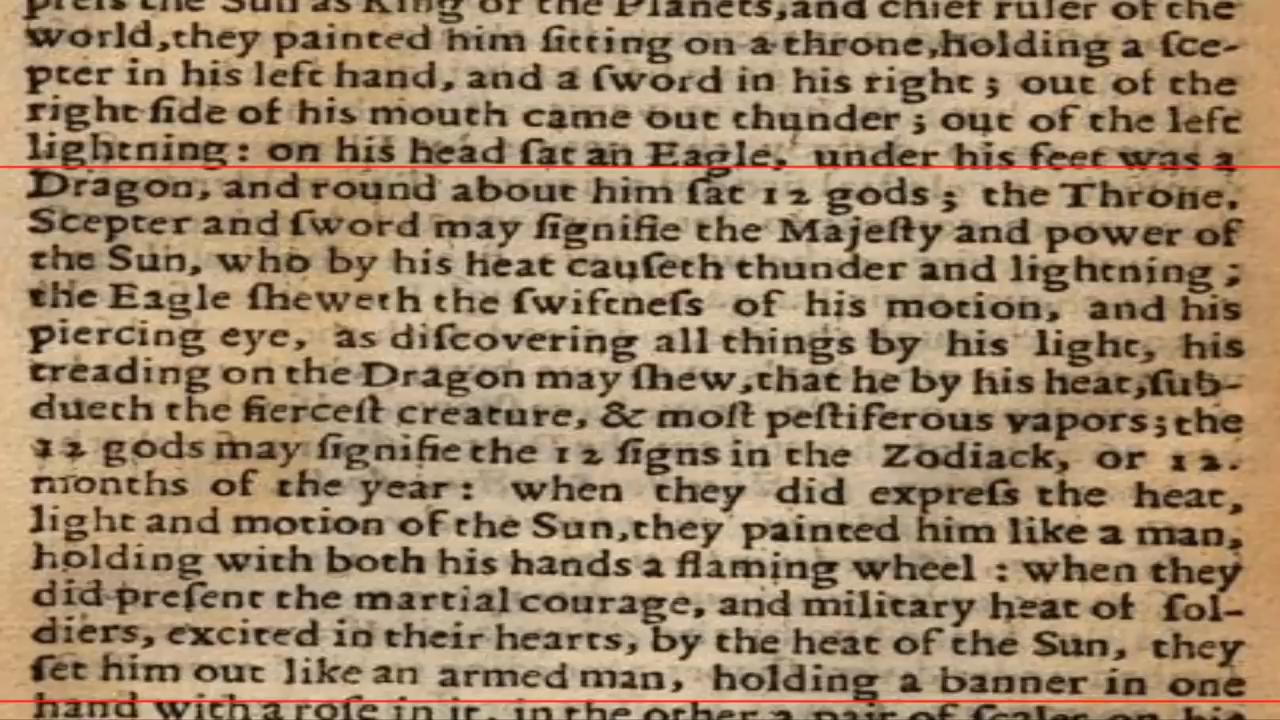 preſs the Sun as King of the Planets,and chief ruler of the
world,they painted him ſitting on a throne,holding a ſce-
pter in his left hand, and a ſword in his right ; out of the
right ſide of his mouth came out thunder ; out of the left
lightning : on his head ſat an Eagle, under his feet was a
Dragon, and round about him ſat 12 gods ; the Throne,
Scepter and ſword may ſignifie the Majeſty and power of
the Sun, who by his heat cauſeth thunder and lightning ;
the Eagle ſheweth the ſwiftneſs of his motion, and his
piercing eye, as diſcovering all things by his light, his
treading on the Dragon may ſhew,that he by his heat,ſub-
dueth the fierceſt creature, & moſt peſtiferous vapors;the
12 gods may ſignifie the 12 ſigns in the Zodiack, or 12.
months of the year : when they did expreſs the heat,
light and motion of the Sun,they painted him like a man,
holding with both his hands a flaming wheel : when they
did preſent the martial courage, and military heat of ſol-
diers, excited in their hearts, by the heat of the Sun, they
ſet him out like an armed man, holding a banner in one
hand with a roſe in it, in the other a pair of ſcales on his